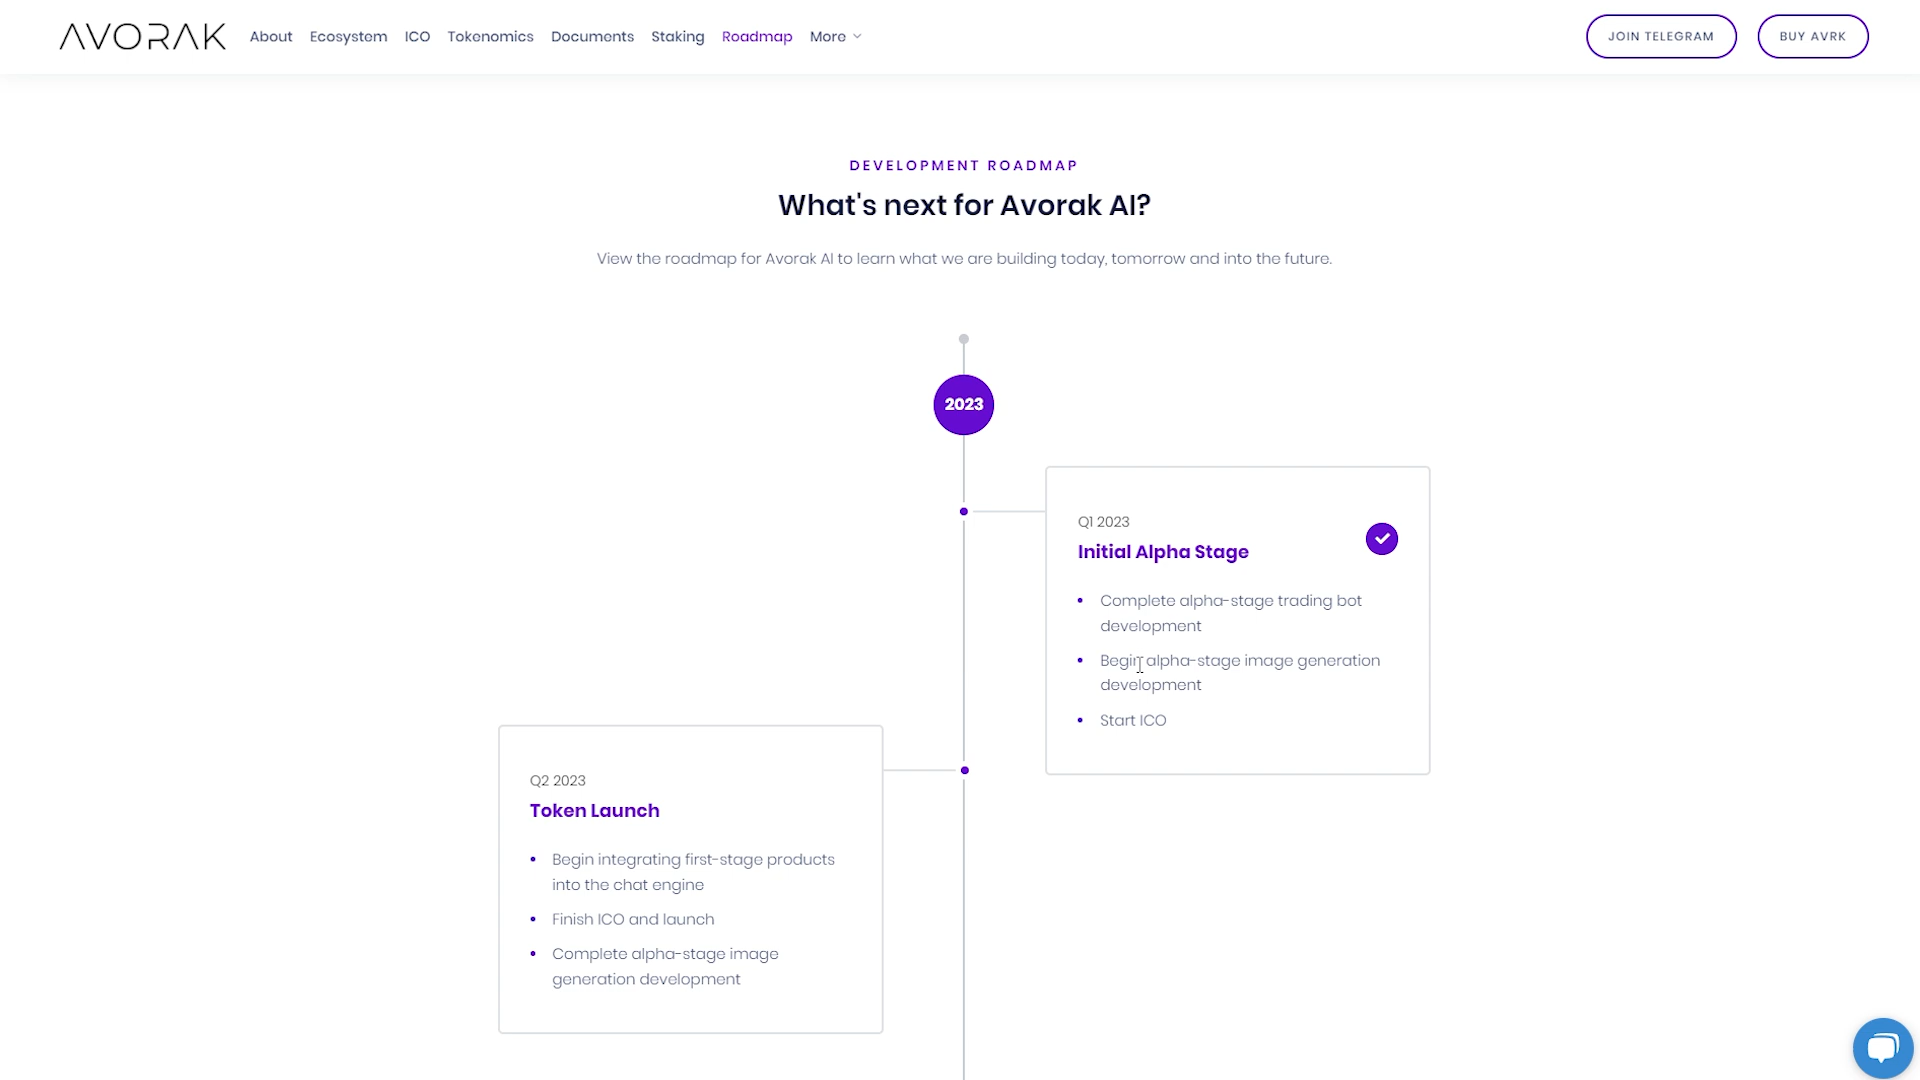 AVORAK
About Ecosystem ICO Tokenomics Documents Staking Roadmap More
JOIN TELEGRAM
BUY AVRK
DEVELOPMENT ROADMAP
What's next for Avorak AI?
View the roadmap for Avorak AI to learn what we are building today, tomorrow and into the future.
2023
Q1 2023
Initial Alpha Stage
Complete alpha-stage trading bot
development
Begin alpha-stage image generation
development
Start ICO
Q2 2023
Token Launch
Begin integrating first-stage products
into the chat engine
Finish ICO and launch
Complete alpha-stage image
generation development